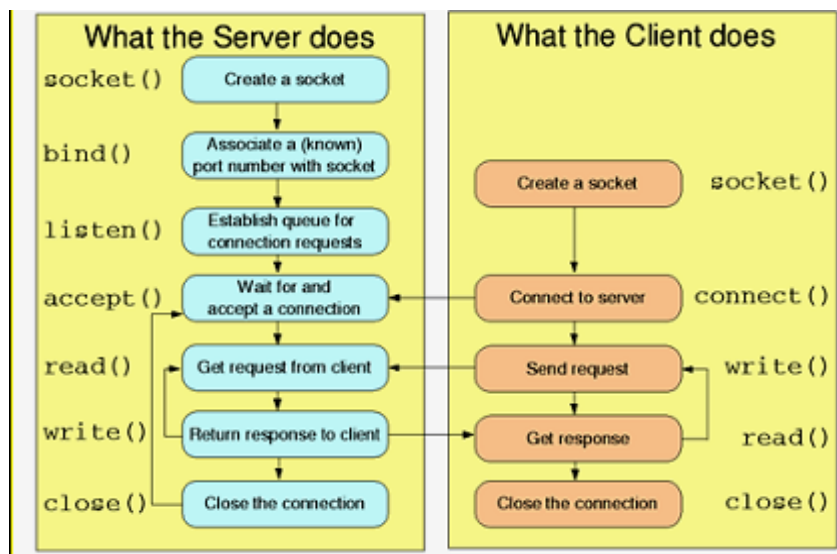 What the Server does
socket()
Create a socket
bind()
Associate a (known)
port number with socket
listen()
Establish queue for
connection requests
accept()
Wait for and
accept a connection
read()
Get request from client
write()
Return response to client
close()
Close the connection
What the Client does
Create a socket
socket()
Connect to server
connect()
Send request
write()
Get response
read()
Close the connection
close()